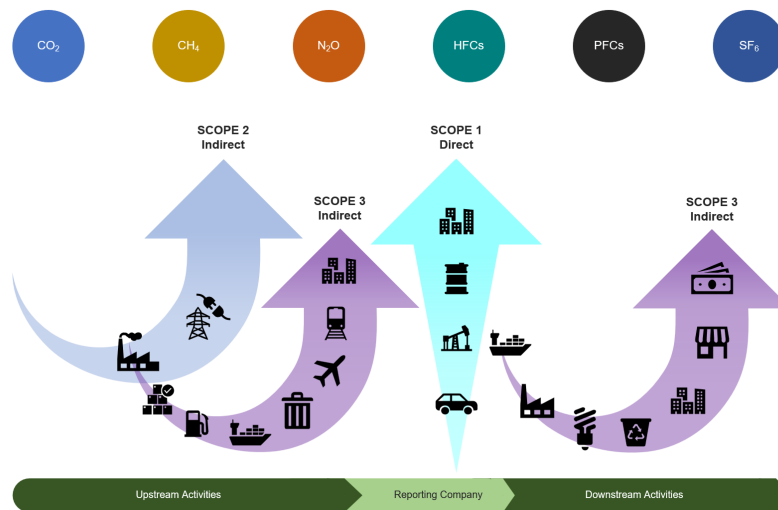 CO₂
CH₄
N₂O
HFCs
PFCs
SF₆
SCOPE 2
Indirect
SCOPE 1
Direct
SCOPE 3
Indirect
SCOPE 3
Indirect
Upstream Activities
Reporting Company
Downstream Activities